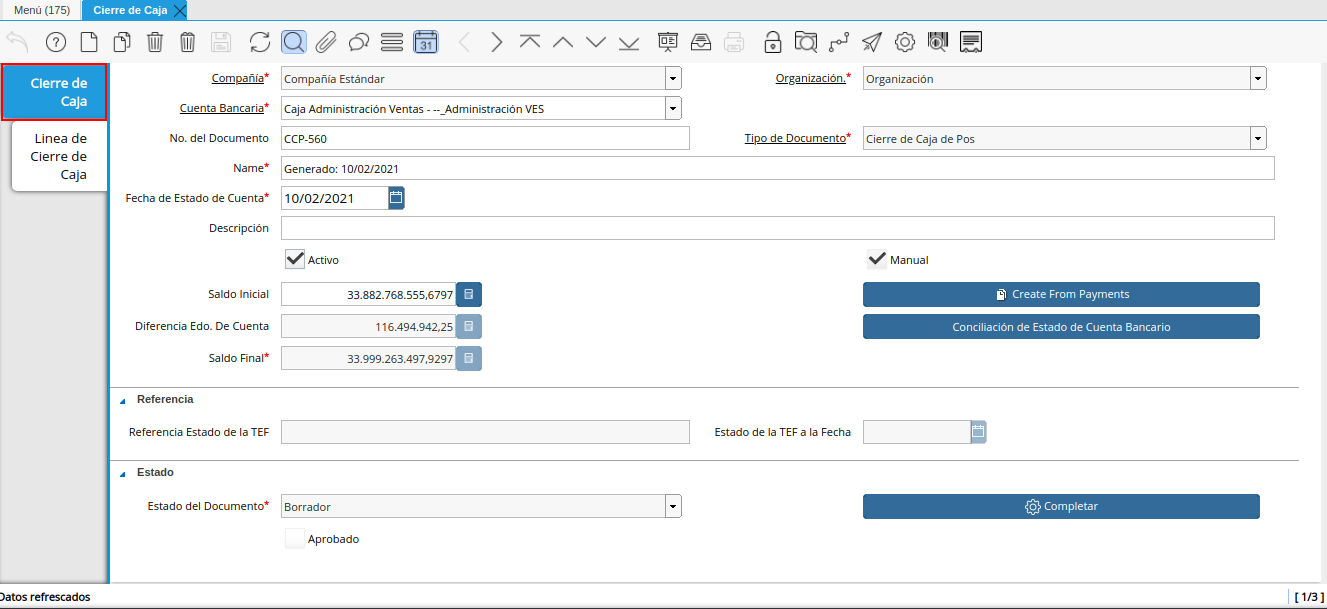 Menú (175)
Cierre de Caja
31
Cierre de
Caja
Linea de
Cierre de
Caja
Compañía* Compañía Estándar
Organización.* Organización
Cuenta Bancaria* Caja Administración Ventas - --_Administración VES
No. del Documento CCP-560
Tipo de Documento* Cierre de Caja de Pos
Name* Generado: 10/02/2021
Fecha de Estado de Cuenta* 10/02/2021
Descripción
Activo
Manual
Saldo Inicial 33.882.768.555,6797
Create From Payments
Diferencia Edo. De Cuenta 116.494.942,25
Conciliación de Estado de Cuenta Bancario
Saldo Final* 33.999.263.497,9297
Referencia
Referencia Estado de la TEF
Estado de la TEF a la Fecha
Estado
Estado del Documento* Borrador
Completar
Aprobado
Datos refrescados
[ 1/3 ]